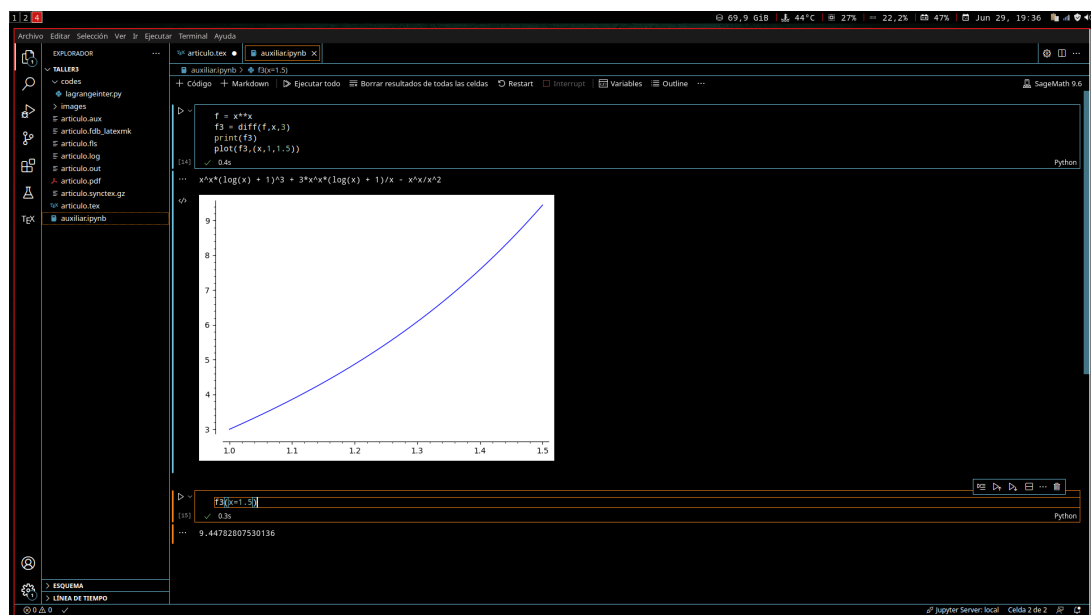 1 2 4
69,9 GiB 44°C 27% 22,2% 47% Jun 29, 19:36
Archivo Editar Selección Ver Ir Ejecutar Terminal Ayuda
EXPLORADOR ...
TALLER3
codes
lagrangeinter.py
images
articulo.aux
articulo.fdb_latexmk
articulo.fls
articulo.log
articulo.out
articulo.pdf
articulo.synctex.gz
articulo.tex
auxiliar.ipynb
ESQUEMA
LÍNEA DE TIEMPO
articulo.tex auxiliar.ipynb
auxiliar.ipynb > f3(x=1.5)
+ Código + Markdown Ejecutar todo Borrar resultados de todas las celdas Restart Interrupt Variables Outline ... SageMath 9.6
f = x**x
f3 = diff(f,x,3)
print(f3)
plot(f3,(x,1,1.5))
[14] 0.4s Python
x^x*(log(x) + 1)^3 + 3*x^x*(log(x) + 1)/x - x^x/x^2
9
8
7
6
5
4
3
1.0 1.1 1.2 1.3 1.4 1.5
f3(x=1.5)
[15] 0.3s Python
9.44782807530136
0 0 Jupyter Server: local Celda 2 de 2